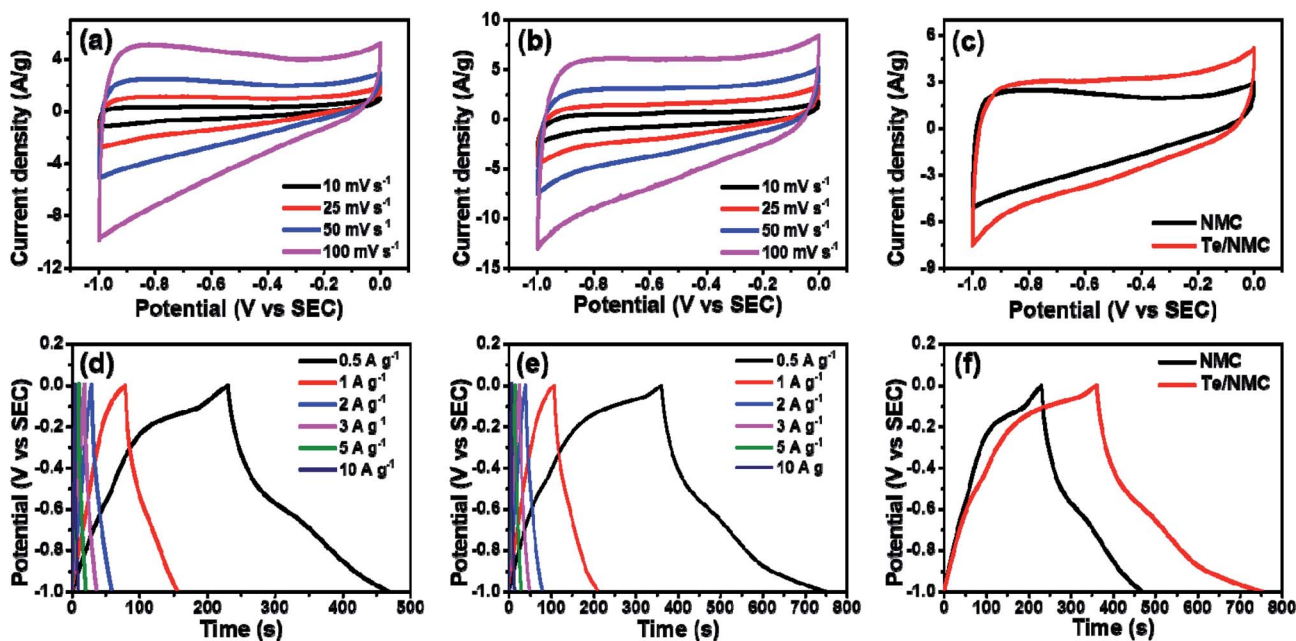 (a)
Current density (A/g)
4
0
-4
-8
-12
-1.0 -0.8 -0.6 -0.4 -0.2 0.0
Potential (V vs SEC)
10 mV s⁻¹
25 mV s⁻¹
50 mV s⁻¹
100 mV s⁻¹
(b)
Current density (A/g)
10
5
0
-5
-10
-15
-1.0 -0.8 -0.6 -0.4 -0.2 0.0
Potential (V vs SEC)
10 mV s⁻¹
25 mV s⁻¹
50 mV s⁻¹
100 mV s⁻¹
(c)
Current density (A/g)
6
3
0
-3
-6
-9
-1.0 -0.8 -0.6 -0.4 -0.2 0.0
Potential (V vs SEC)
NMC
Te/NMC
(d)
Potential (V vs SEC)
0.2
0.0
-0.2
-0.4
-0.6
-0.8
-1.0
0 100 200 300 400 500
Time (s)
0.5 A g⁻¹
1 A g⁻¹
2 A g⁻¹
3 A g⁻¹
5 A g⁻¹
10 A g⁻¹
(e)
Potential (V vs SEC)
0.2
0.0
-0.2
-0.4
-0.6
-0.8
-1.0
0 100 200 300 400 500 600 700 800
Time (s)
0.5 A g⁻¹
1 A g⁻¹
2 A g⁻¹
3 A g⁻¹
5 A g⁻¹
10 A g
(f)
Potential (V vs SEC)
0.2
0.0
-0.2
-0.4
-0.6
-0.8
-1.0
0 100 200 300 400 500 600 700 800
Time (s)
NMC
Te/NMC